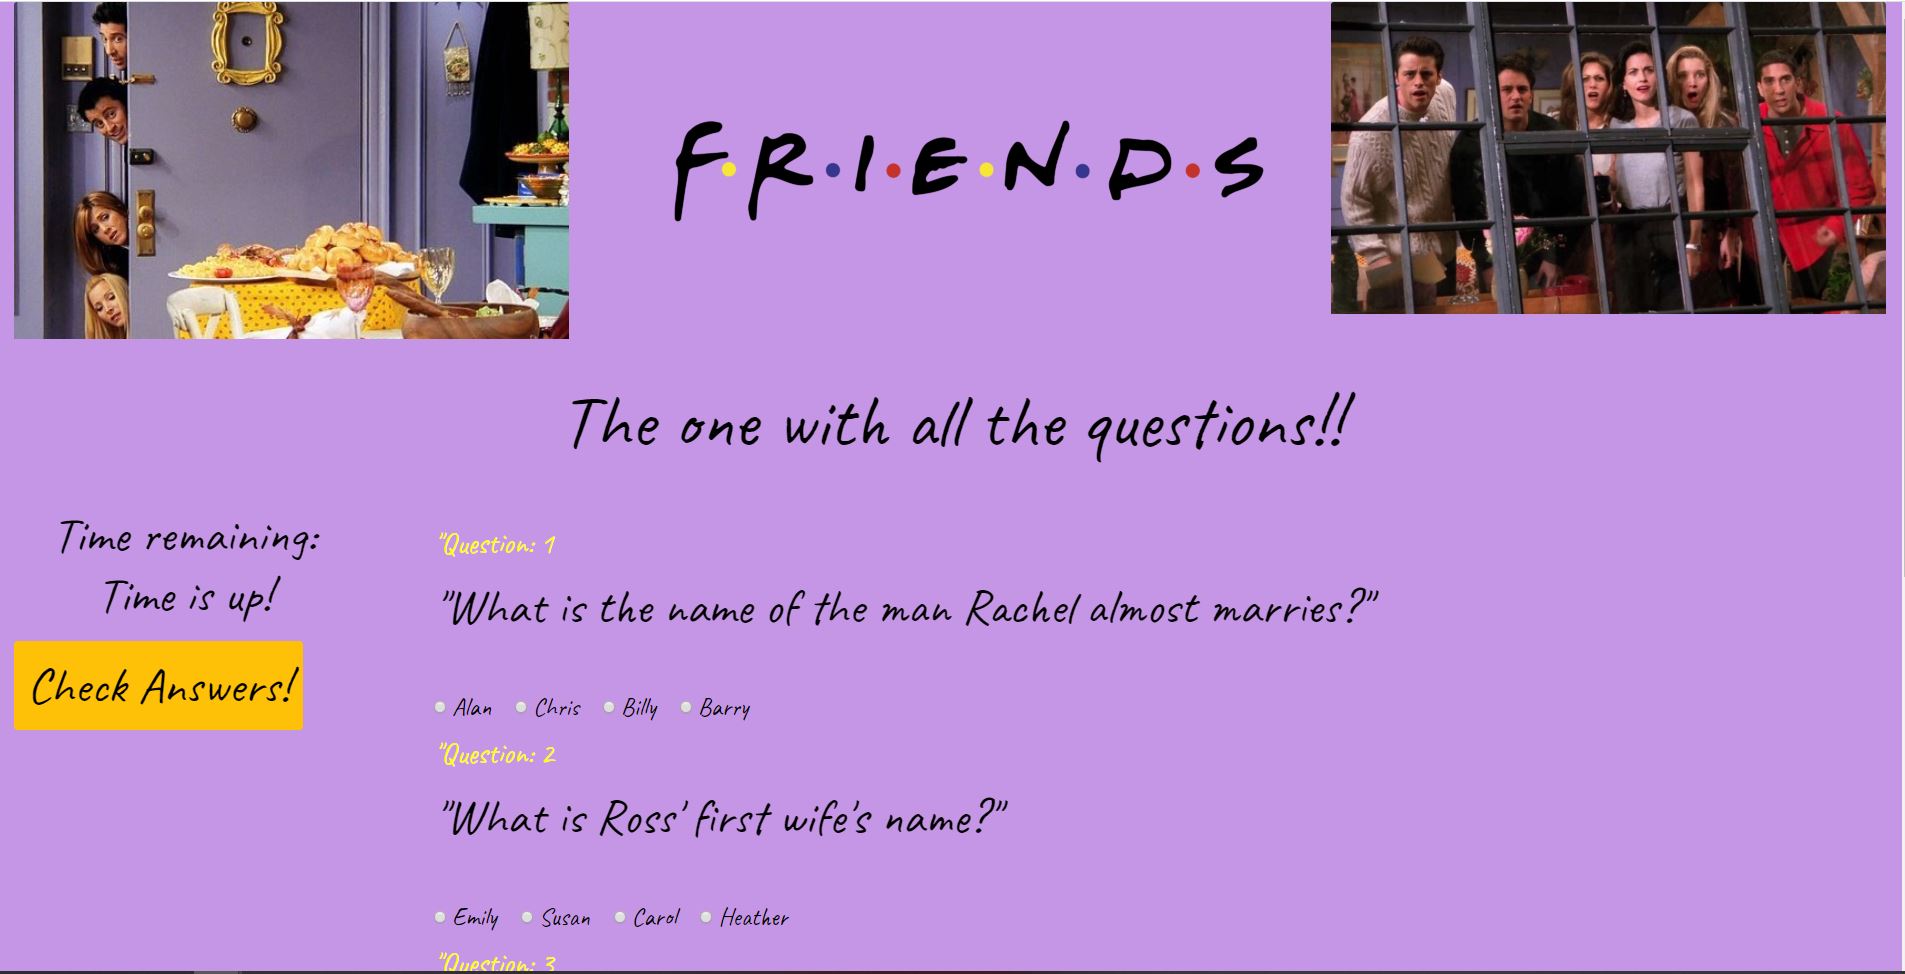 F•R•I•E•N•D•S
The one with all the questions!!
Time remaining:
Time is up!
Check Answers!
"Question: 1
"What is the name of the man Rachel almost marries?"
Alan Chris Billy Barry
"Question: 2
"What is Ross' first wife's name?"
Emily Susan Carol Heather
"Question: 3